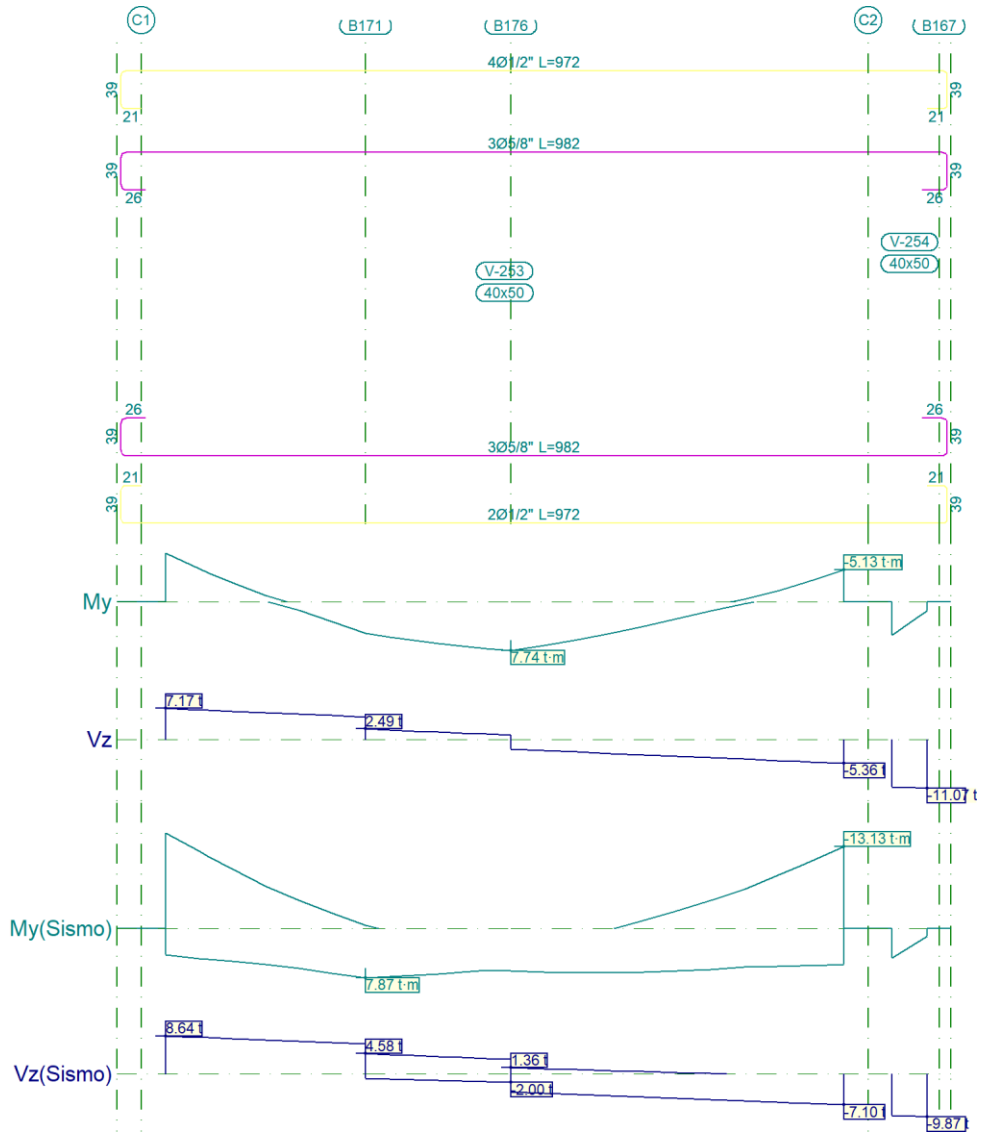 C1
B171
B176
C2
B167
4Ø1/2" L=972
39
39
21
21
3Ø5/8" L=982
39
39
26
26
V-254
40x50
V-253
40x50
26
26
39
39
3Ø5/8" L=982
21
21
39
39
2Ø1/2" L=972
-5.13 t·m
My
7.74 t·m
7.17 t
2.49 t
Vz
-5.36 t
-11.07 t
-13.13 t·m
My(Sismo)
7.87 t·m
8.64 t
4.58 t
1.36 t
Vz(Sismo)
-2.00 t
-7.10 t
-9.87 t